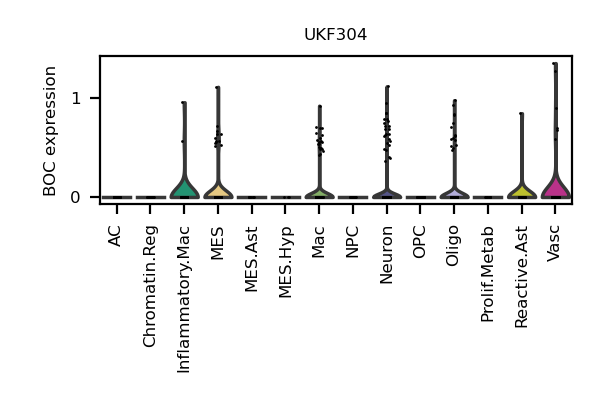 UKF304
BOC expression
1
0
AC
Chromatin.Reg
Inflammatory.Mac
MES
MES.Ast
MES.Hyp
Mac
NPC
Neuron
OPC
Oligo
Prolif.Metab
Reactive.Ast
Vasc